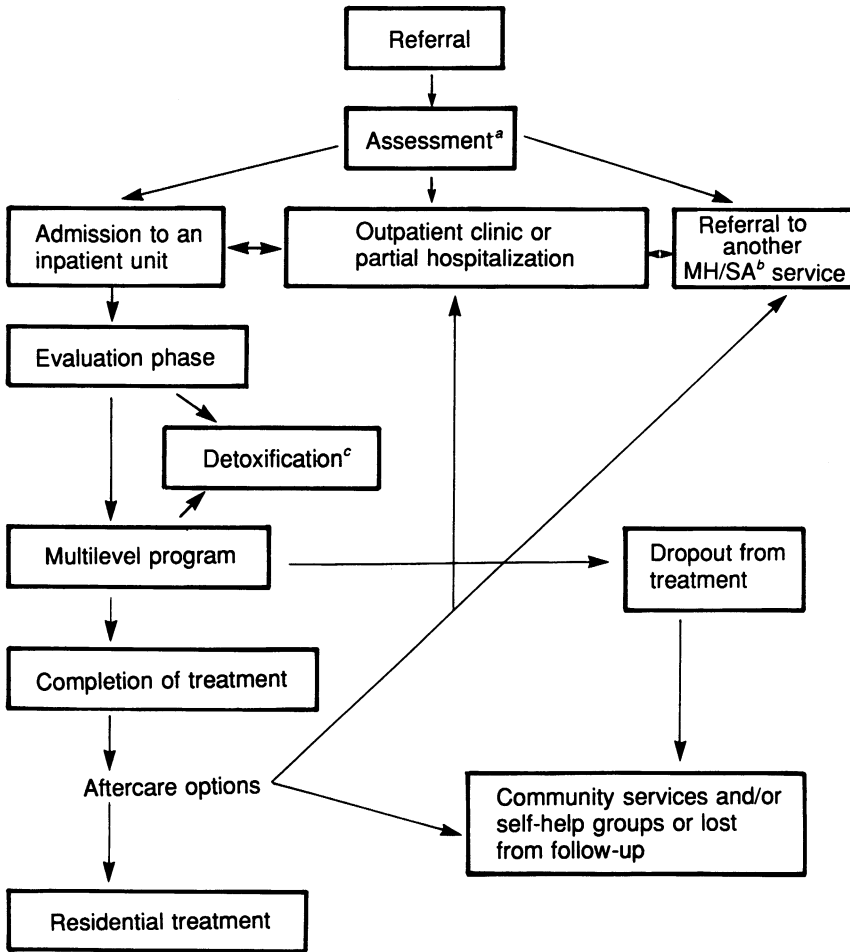 Referral
Assessment^a
Admission to an
inpatient unit
Outpatient clinic or
partial hospitalization
Referral to
another
MH/SA^b service
Evaluation phase
Detoxification^c
Multilevel program
Dropout from
treatment
Completion of treatment
Aftercare options
Community services and/or
self-help groups or lost
from follow-up
Residential treatment